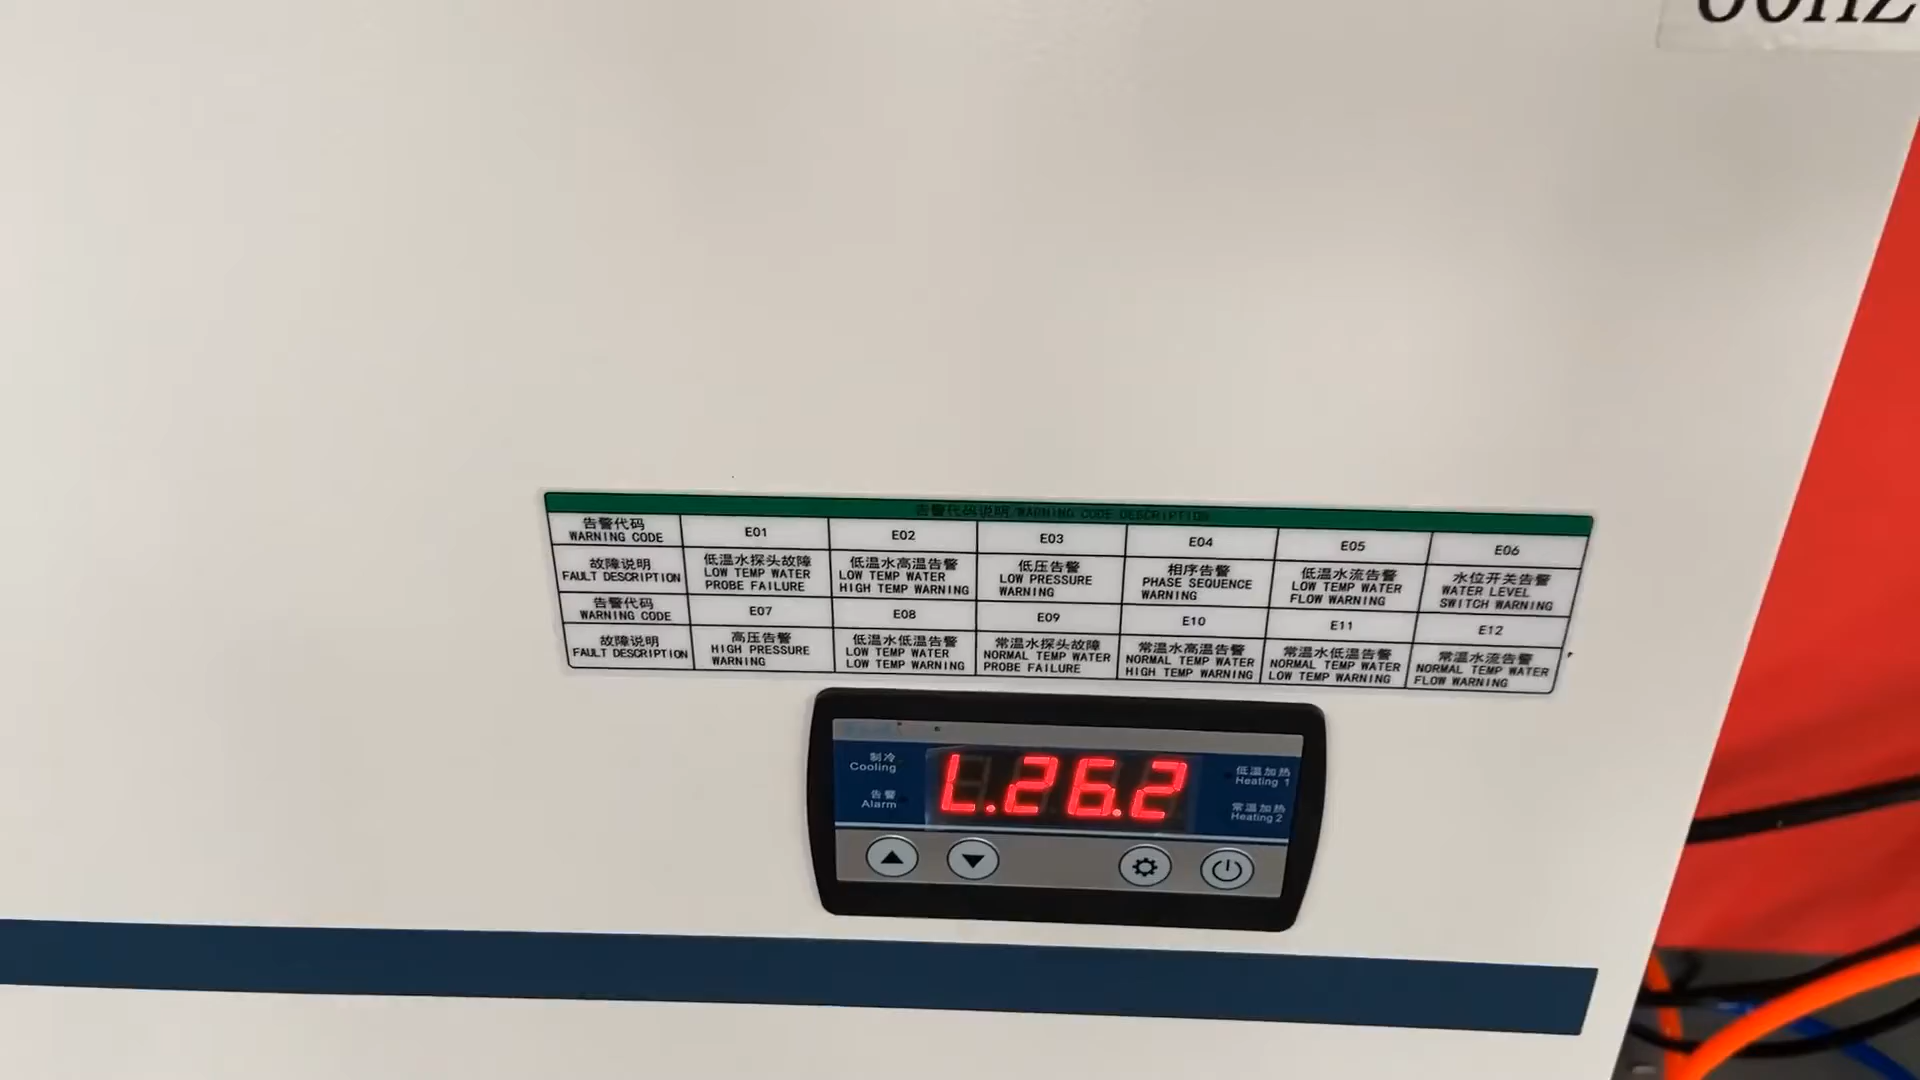 告警代码说明/WARNING CODE DESCRIPTION
告警代码
WARNING CODE
E01
E02
E03
E04
E05
E06
故障说明
FAULT DESCRIPTION
低温水探头故障
LOW TEMP WATER
PROBE FAILURE
低温水高温告警
LOW TEMP WATER
HIGH TEMP WARNING
低压告警
LOW PRESSURE
WARNING
相序告警
PHASE SEQUENCE
WARNING
低温水流告警
LOW TEMP WATER
FLOW WARNING
水位开关告警
WATER LEVEL
SWITCH WARNING
告警代码
WARNING CODE
E07
E08
E09
E10
E11
E12
故障说明
FAULT DESCRIPTION
高压告警
HIGH PRESSURE
WARNING
低温水低温告警
LOW TEMP WATER
LOW TEMP WARNING
常温水探头故障
NORMAL TEMP WATER
PROBE FAILURE
常温水高温告警
NORMAL TEMP WATER
HIGH TEMP WARNING
常温水低温告警
NORMAL TEMP WATER
LOW TEMP WARNING
常温水流告警
NORMAL TEMP WATER
FLOW WARNING
制冷
Cooling
告警
Alarm
L.26.2
低温加热
Heating 1
常温加热
Heating 2